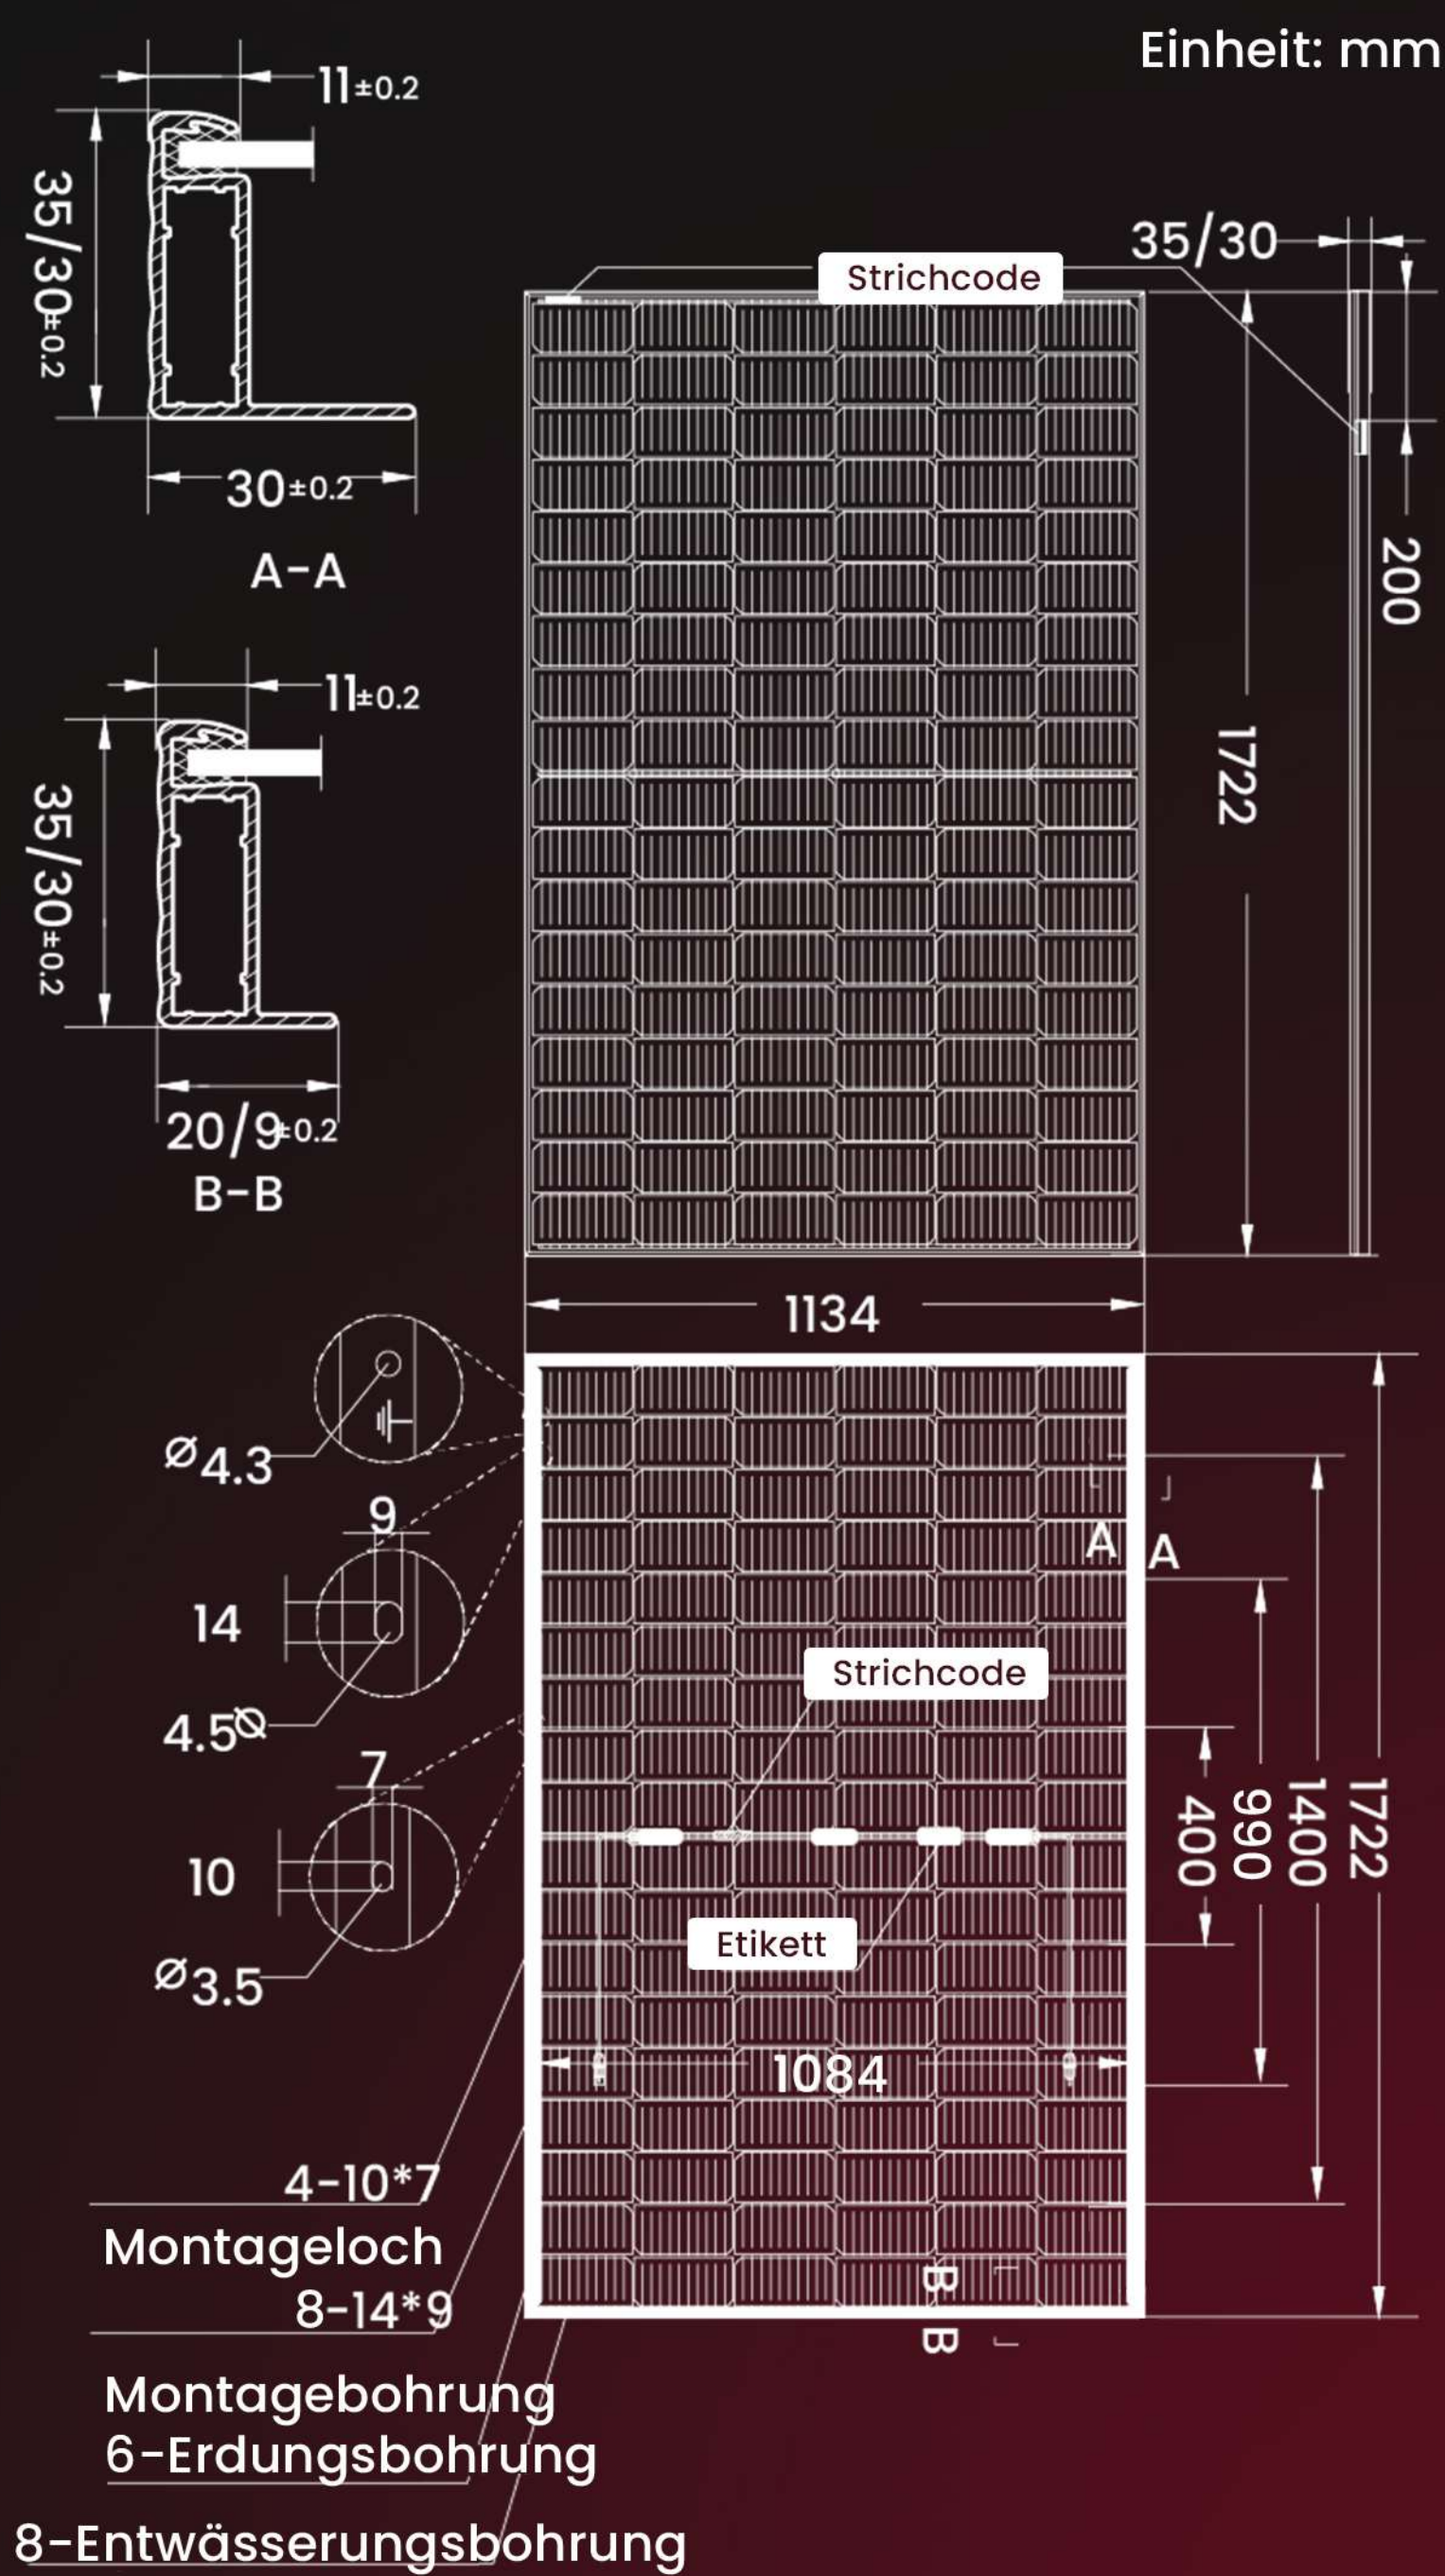 Einheit: mm
11±0.2
35/30±0.2
30±0.2
A-A
35/30
Strichcode
200
1722
11±0.2
35/30±0.2
20/9±0.2
B-B
1134
Ø4.3
9
14
4.5Ø
7
10
Ø3.5
A A
Strichcode
400
990
1400
1722
Etikett
1084
4-10*7
Montageloch
8-14*9
B
B
Montagebohrung
6-Erdungsbohrung
8-Entwässerungsbohrung